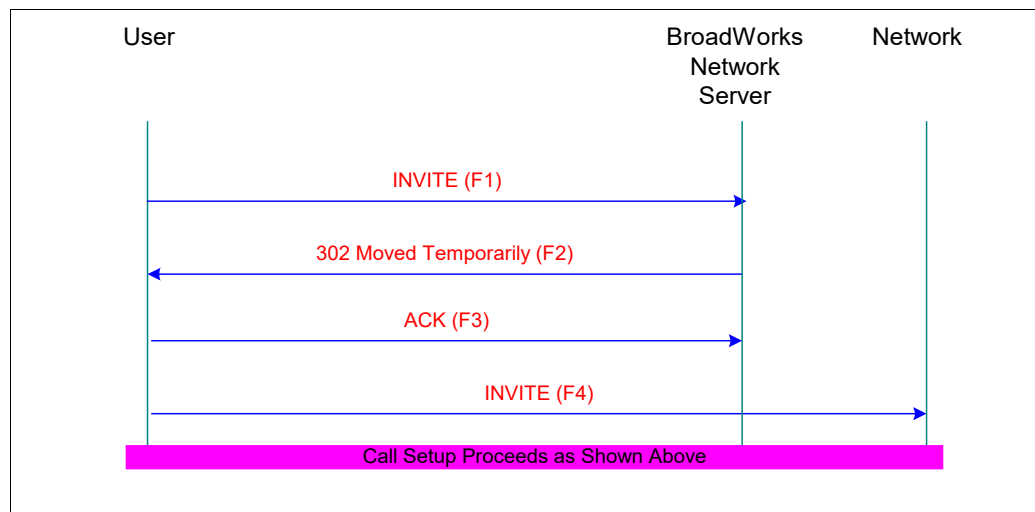 User
BroadWorks
Network
Server
Network
INVITE (F1)
302 Moved Temporarily (F2)
ACK (F3)
INVITE (F4)
Call Setup Proceeds as Shown Above